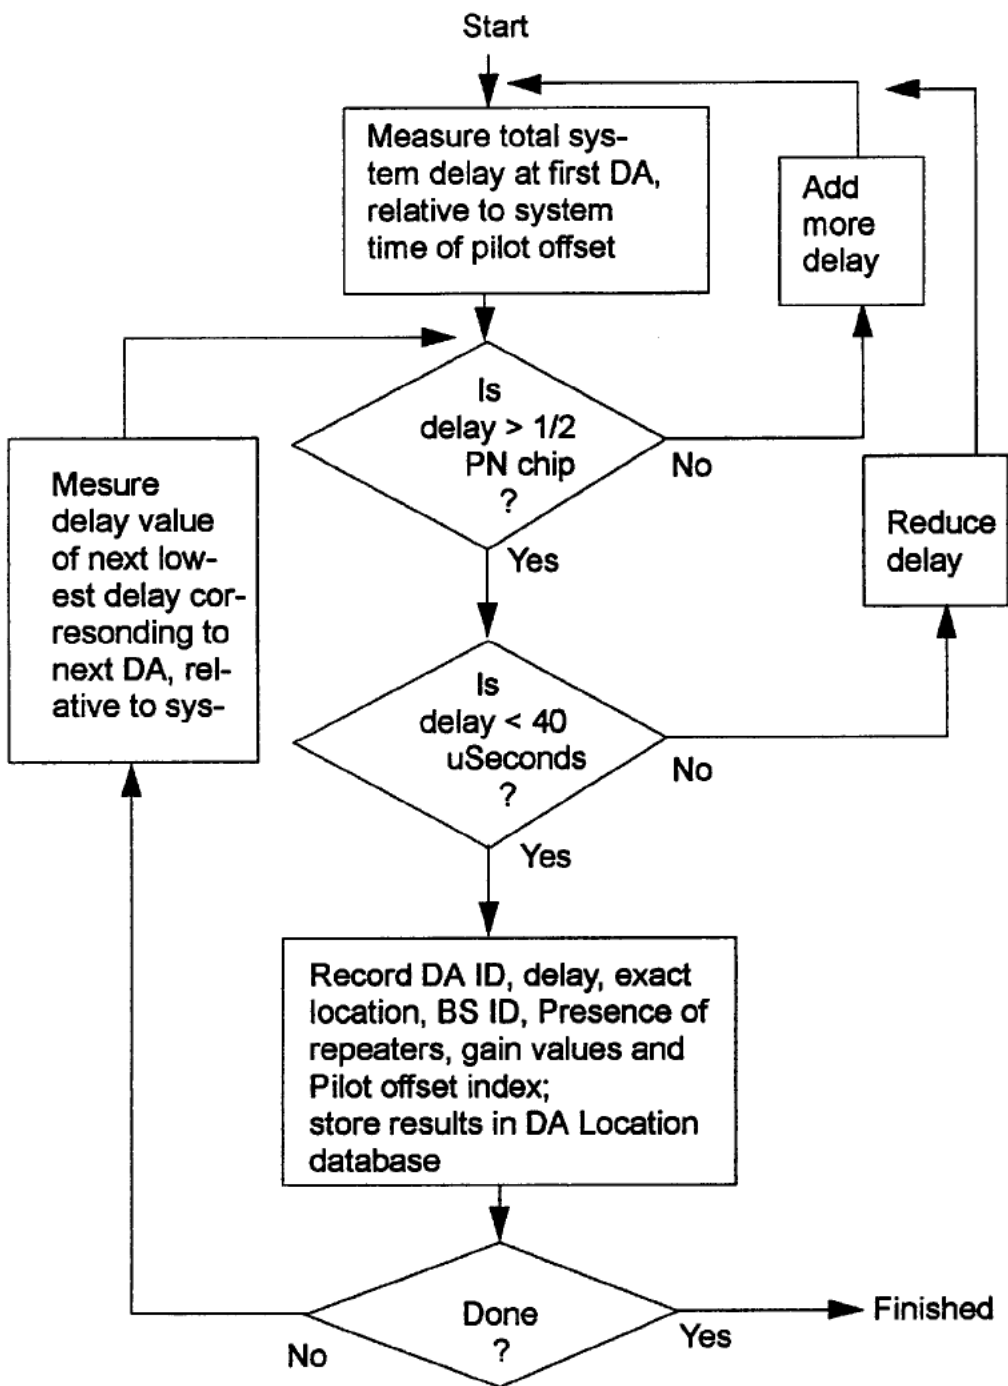 Start
Measure total sys-
tem delay at first DA,
relative to system
time of pilot offset
Add
more
delay
Is
delay > 1/2
PN chip
?
No
Yes
Mesure
delay value
of next low-
est delay cor-
resonding to
next DA, rel-
ative to sys-
Reduce
delay
Is
delay < 40
uSeconds
?
No
Yes
Record DA ID, delay, exact
location, BS ID, Presence of
repeaters, gain values and
Pilot offset index;
store results in DA Location
database
Done
?
No
Yes
Finished